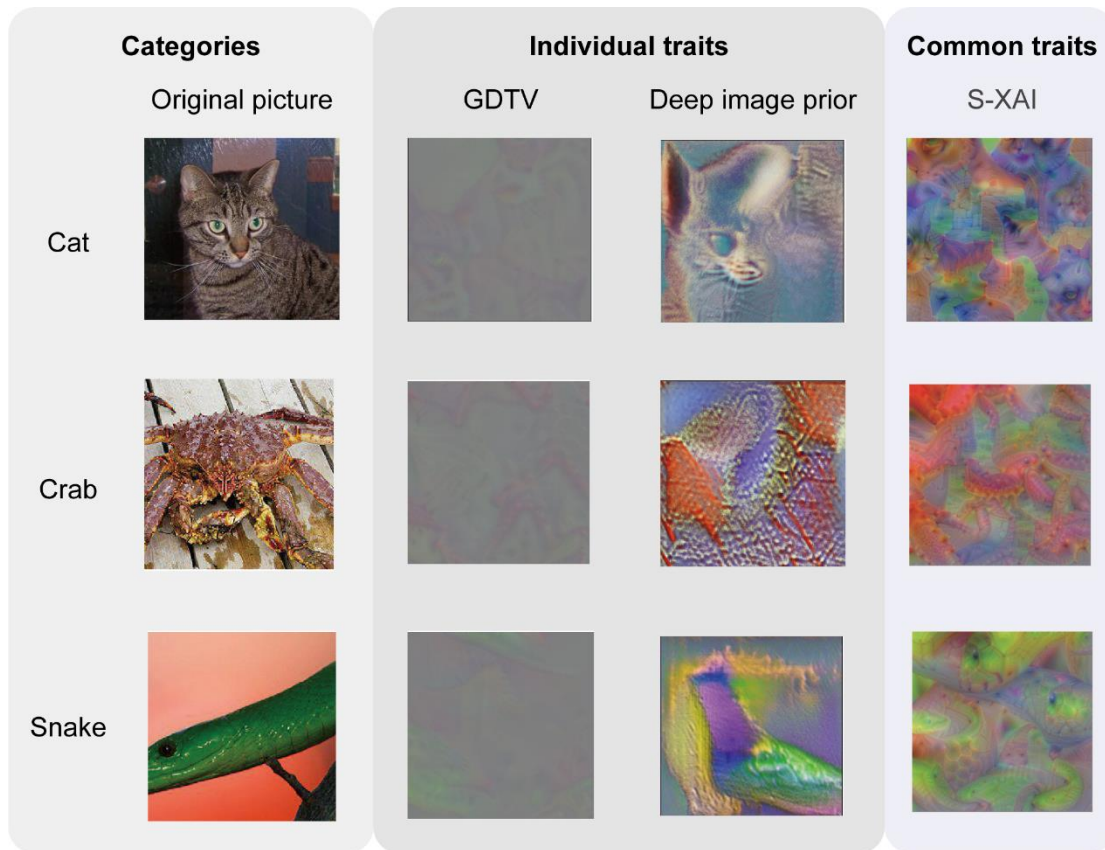 Categories
Individual traits
Common traits
Original picture
GDTV
Deep image prior
S-XAI
Cat
Crab
Snake